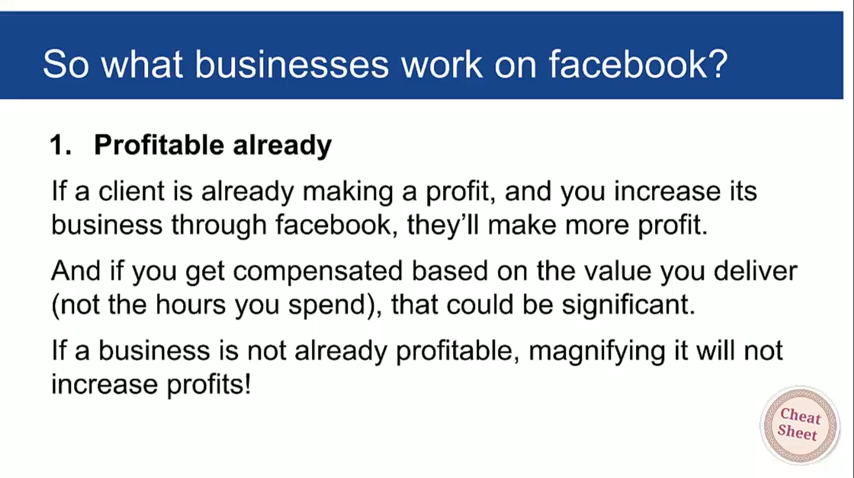 So what businesses work on facebook?
1. Profitable already
If a client is already making a profit, and you increase its
business through facebook, they'll make more profit.
And if you get compensated based on the value you deliver
(not the hours you spend), that could be significant.
If a business is not already profitable, magnifying it will not
increase profits!
Cheat
Sheet